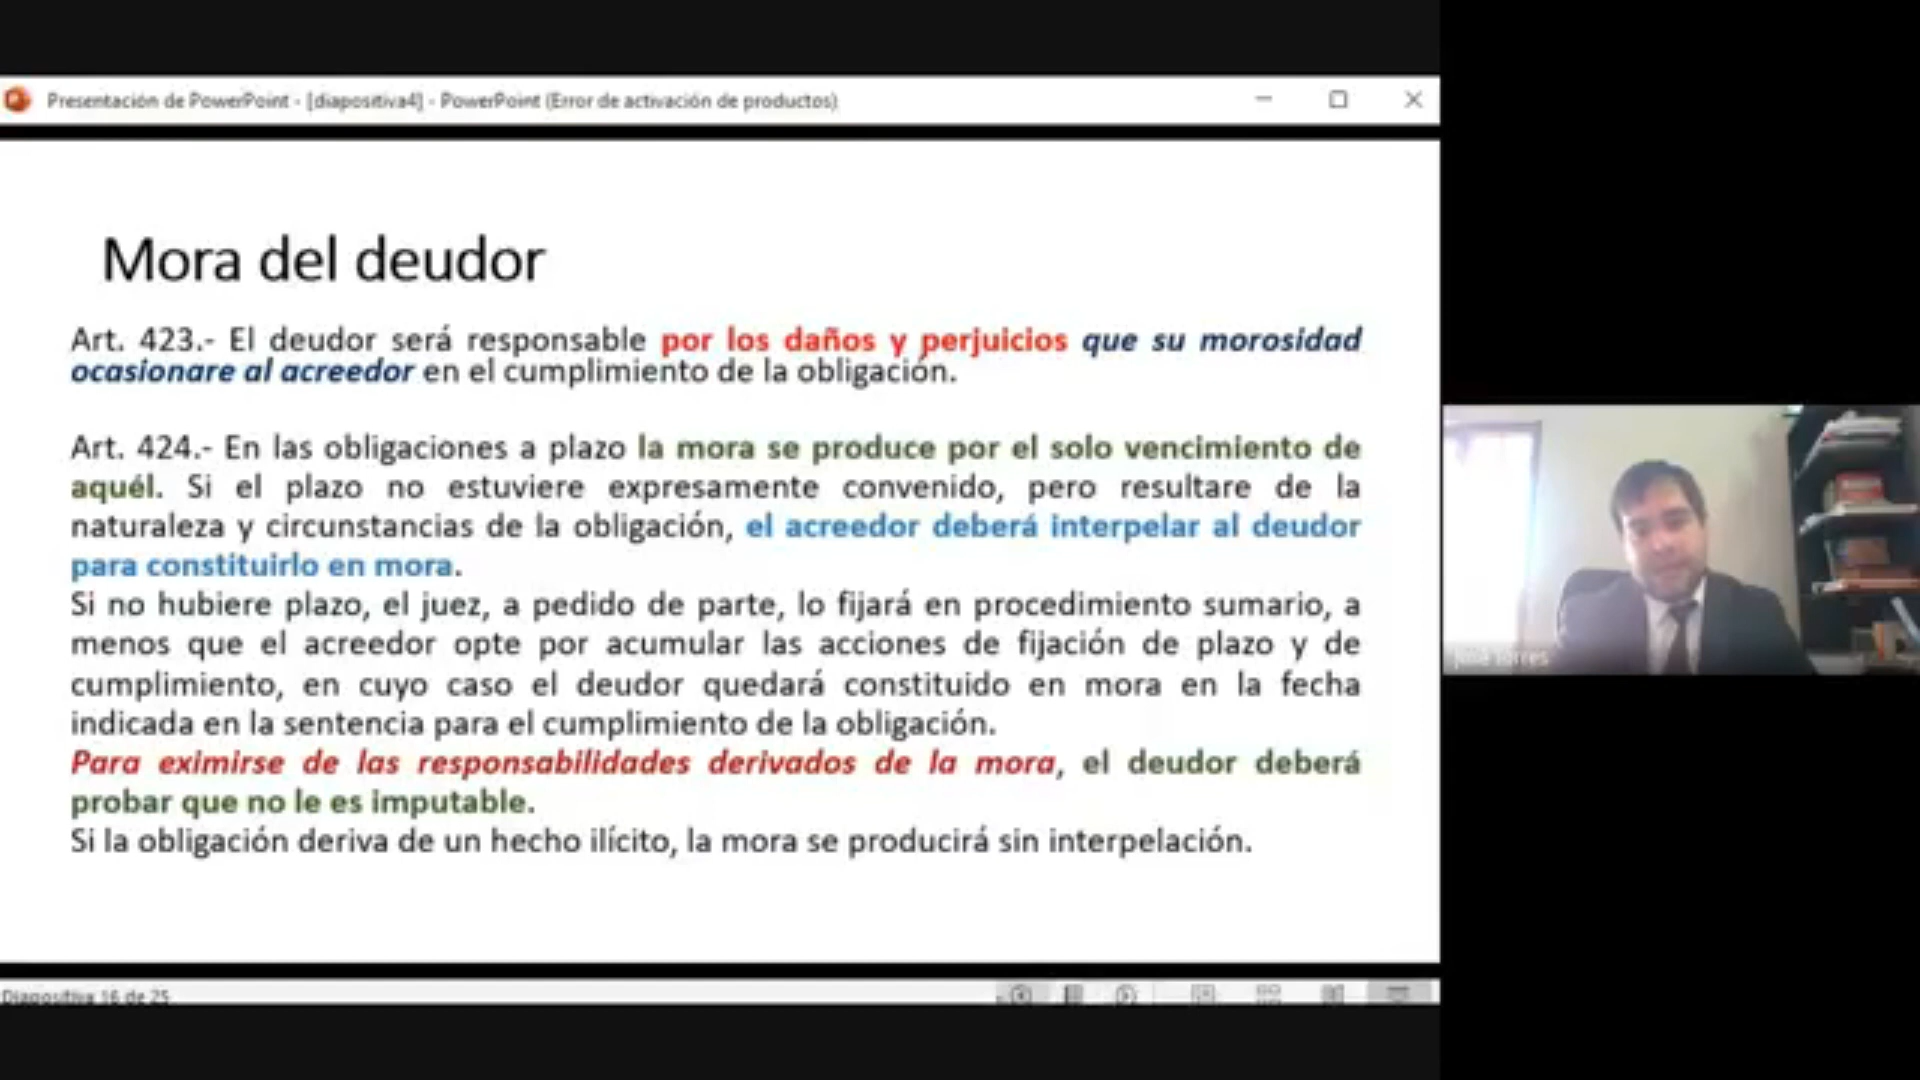 Presentación de PowerPoint - [diapositiva4] - PowerPoint (Error de activación de productos)
Mora del deudor
Art. 423.- El deudor será responsable por los daños y perjuicios que su morosidad
ocasionare al acreedor en el cumplimiento de la obligación.
Art. 424.- En las obligaciones a plazo la mora se produce por el solo vencimiento de
aquél. Si el plazo no estuviere expresamente convenido, pero resultare de la
naturaleza y circunstancias de la obligación, el acreedor deberá interpelar al deudor
para constituirlo en mora.
Si no hubiere plazo, el juez, a pedido de parte, lo fijará en procedimiento sumario, a
menos que el acreedor opte por acumular las acciones de fijación de plazo y de
cumplimiento, en cuyo caso el deudor quedará constituido en mora en la fecha
indicada en la sentencia para el cumplimiento de la obligación.
Para eximirse de las responsabilidades derivados de la mora, el deudor deberá
probar que no le es imputable.
Si la obligación deriva de un hecho ilícito, la mora se producirá sin interpelación.
Diapositiva 16 de 25